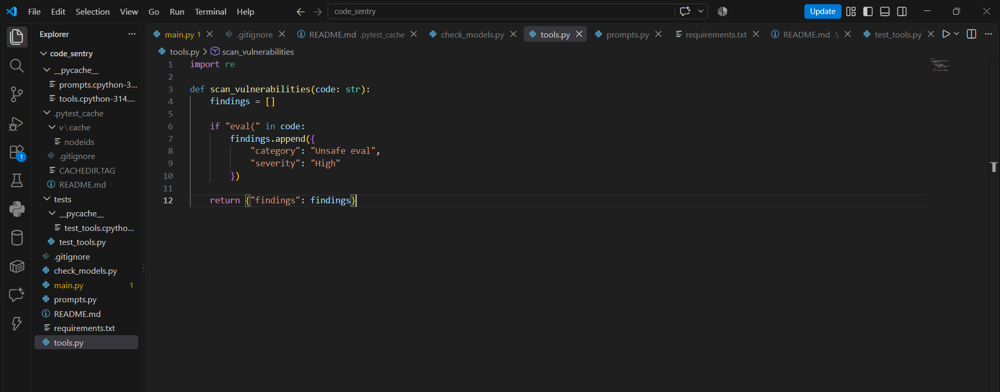 File Edit Selection View Go Run Terminal Help
code_sentry
Update
Explorer
code_sentry
__pycache__
prompts.cpython-3...
tools.cpython-314....
.pytest_cache
v\cache
nodeids
.gitignore
CACHEDIR.TAG
README.md
tests
__pycache__
test_tools.cpytho...
test_tools.py
.gitignore
check_models.py
main.py 1
prompts.py
README.md
requirements.txt
tools.py
1
main.py 1 .gitignore README.md .pytest_cache check_models.py tools.py prompts.py requirements.txt README.md .\ test_tools.py
tools.py > scan_vulnerabilities
1 import re
2
3 def scan_vulnerabilities(code: str):
4 findings = []
5
6 if "eval(" in code:
7 findings.append({
8 "category": "Unsafe eval",
9 "severity": "High"
10 })
11
12 return {"findings": findings}